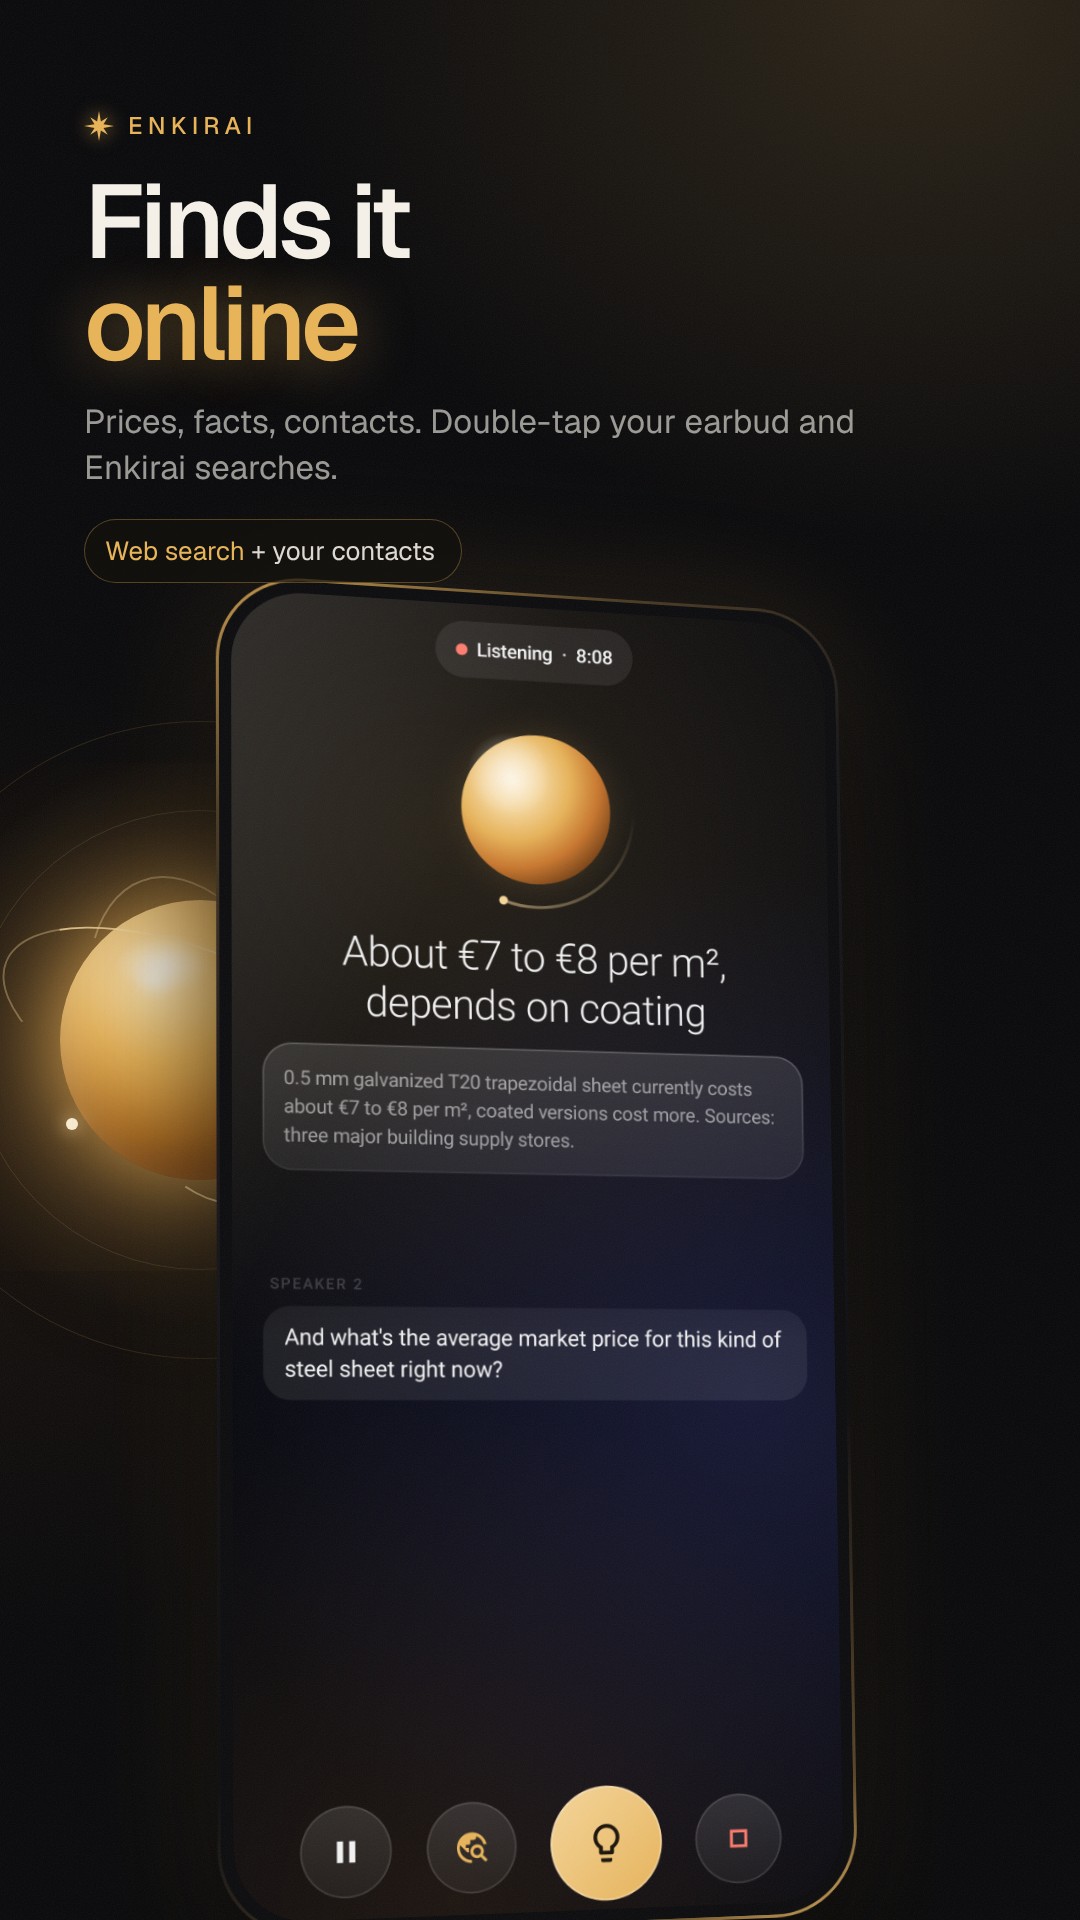 ENKIRAI
Finds it
online
Prices, facts, contacts. Double-tap your earbud and
Enkirai searches.
Web search + your contacts
Listening · 8:08
About €7 to €8 per m²,
depends on coating
0.5 mm galvanized T20 trapezoidal sheet currently costs
about €7 to €8 per m², coated versions cost more. Sources:
three major building supply stores.
SPEAKER 2
And what's the average market price for this kind of
steel sheet right now?